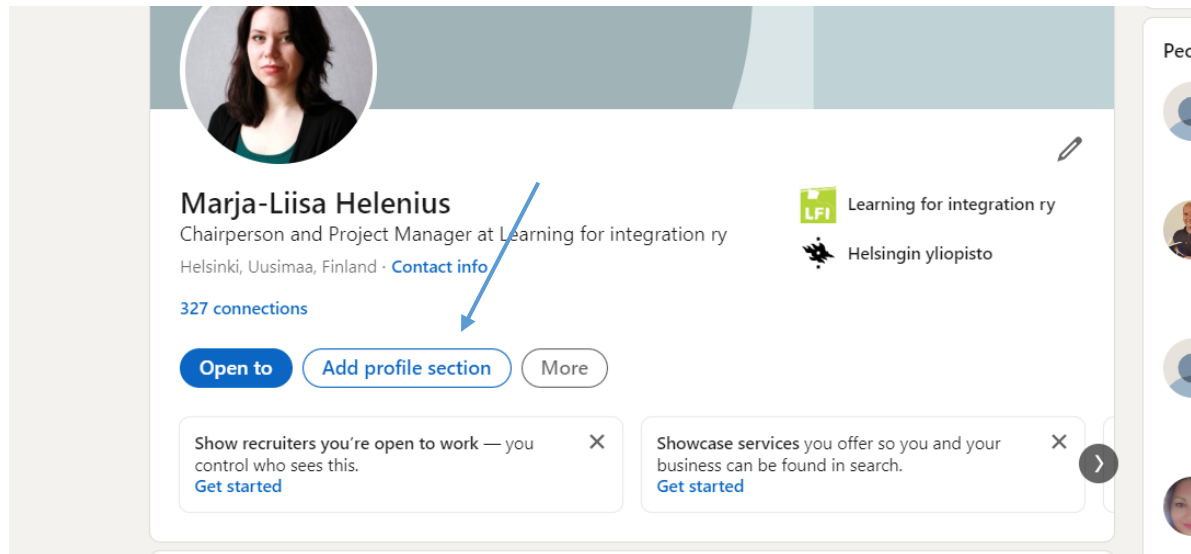 Peo
Marja-Liisa Helenius
Chairperson and Project Manager at Learning for integration ry
Helsinki, Uusimaa, Finland · Contact info
327 connections
LFI Learning for integration ry
Helsingin yliopisto
Open to Add profile section More
Show recruiters you're open to work — you
control who sees this.
Get started
Showcase services you offer so you and your
business can be found in search.
Get started